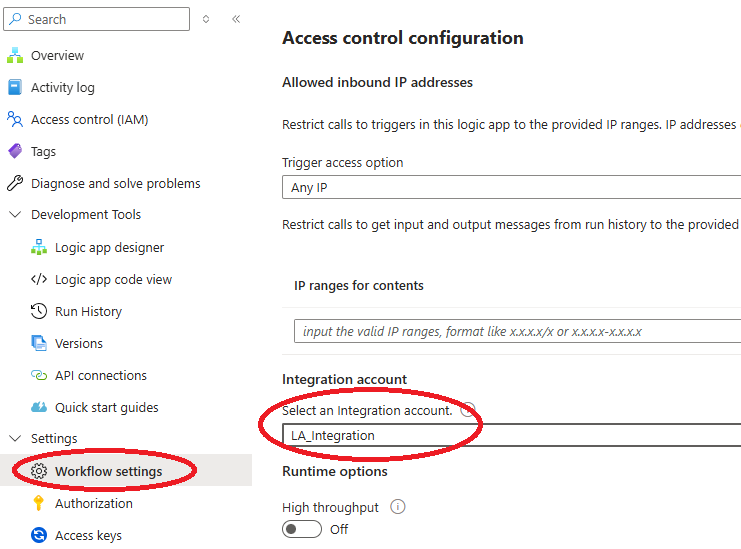 Search
Overview
Activity log
Access control (IAM)
Tags
Diagnose and solve problems
Development Tools
Logic app designer
Logic app code view
Run History
Versions
API connections
Quick start guides
Settings
Workflow settings
Authorization
Access keys
Access control configuration
Allowed inbound IP addresses
Restrict calls to triggers in this logic app to the provided IP ranges. IP addresses
Trigger access option
Any IP
Restrict calls to get input and output messages from run history to the provided
IP ranges for contents
input the valid IP ranges, format like x.x.x.x/x or x.x.x.x-x.x.x.x
Integration account
Select an Integration account.
LA_Integration
Runtime options
High throughput
Off